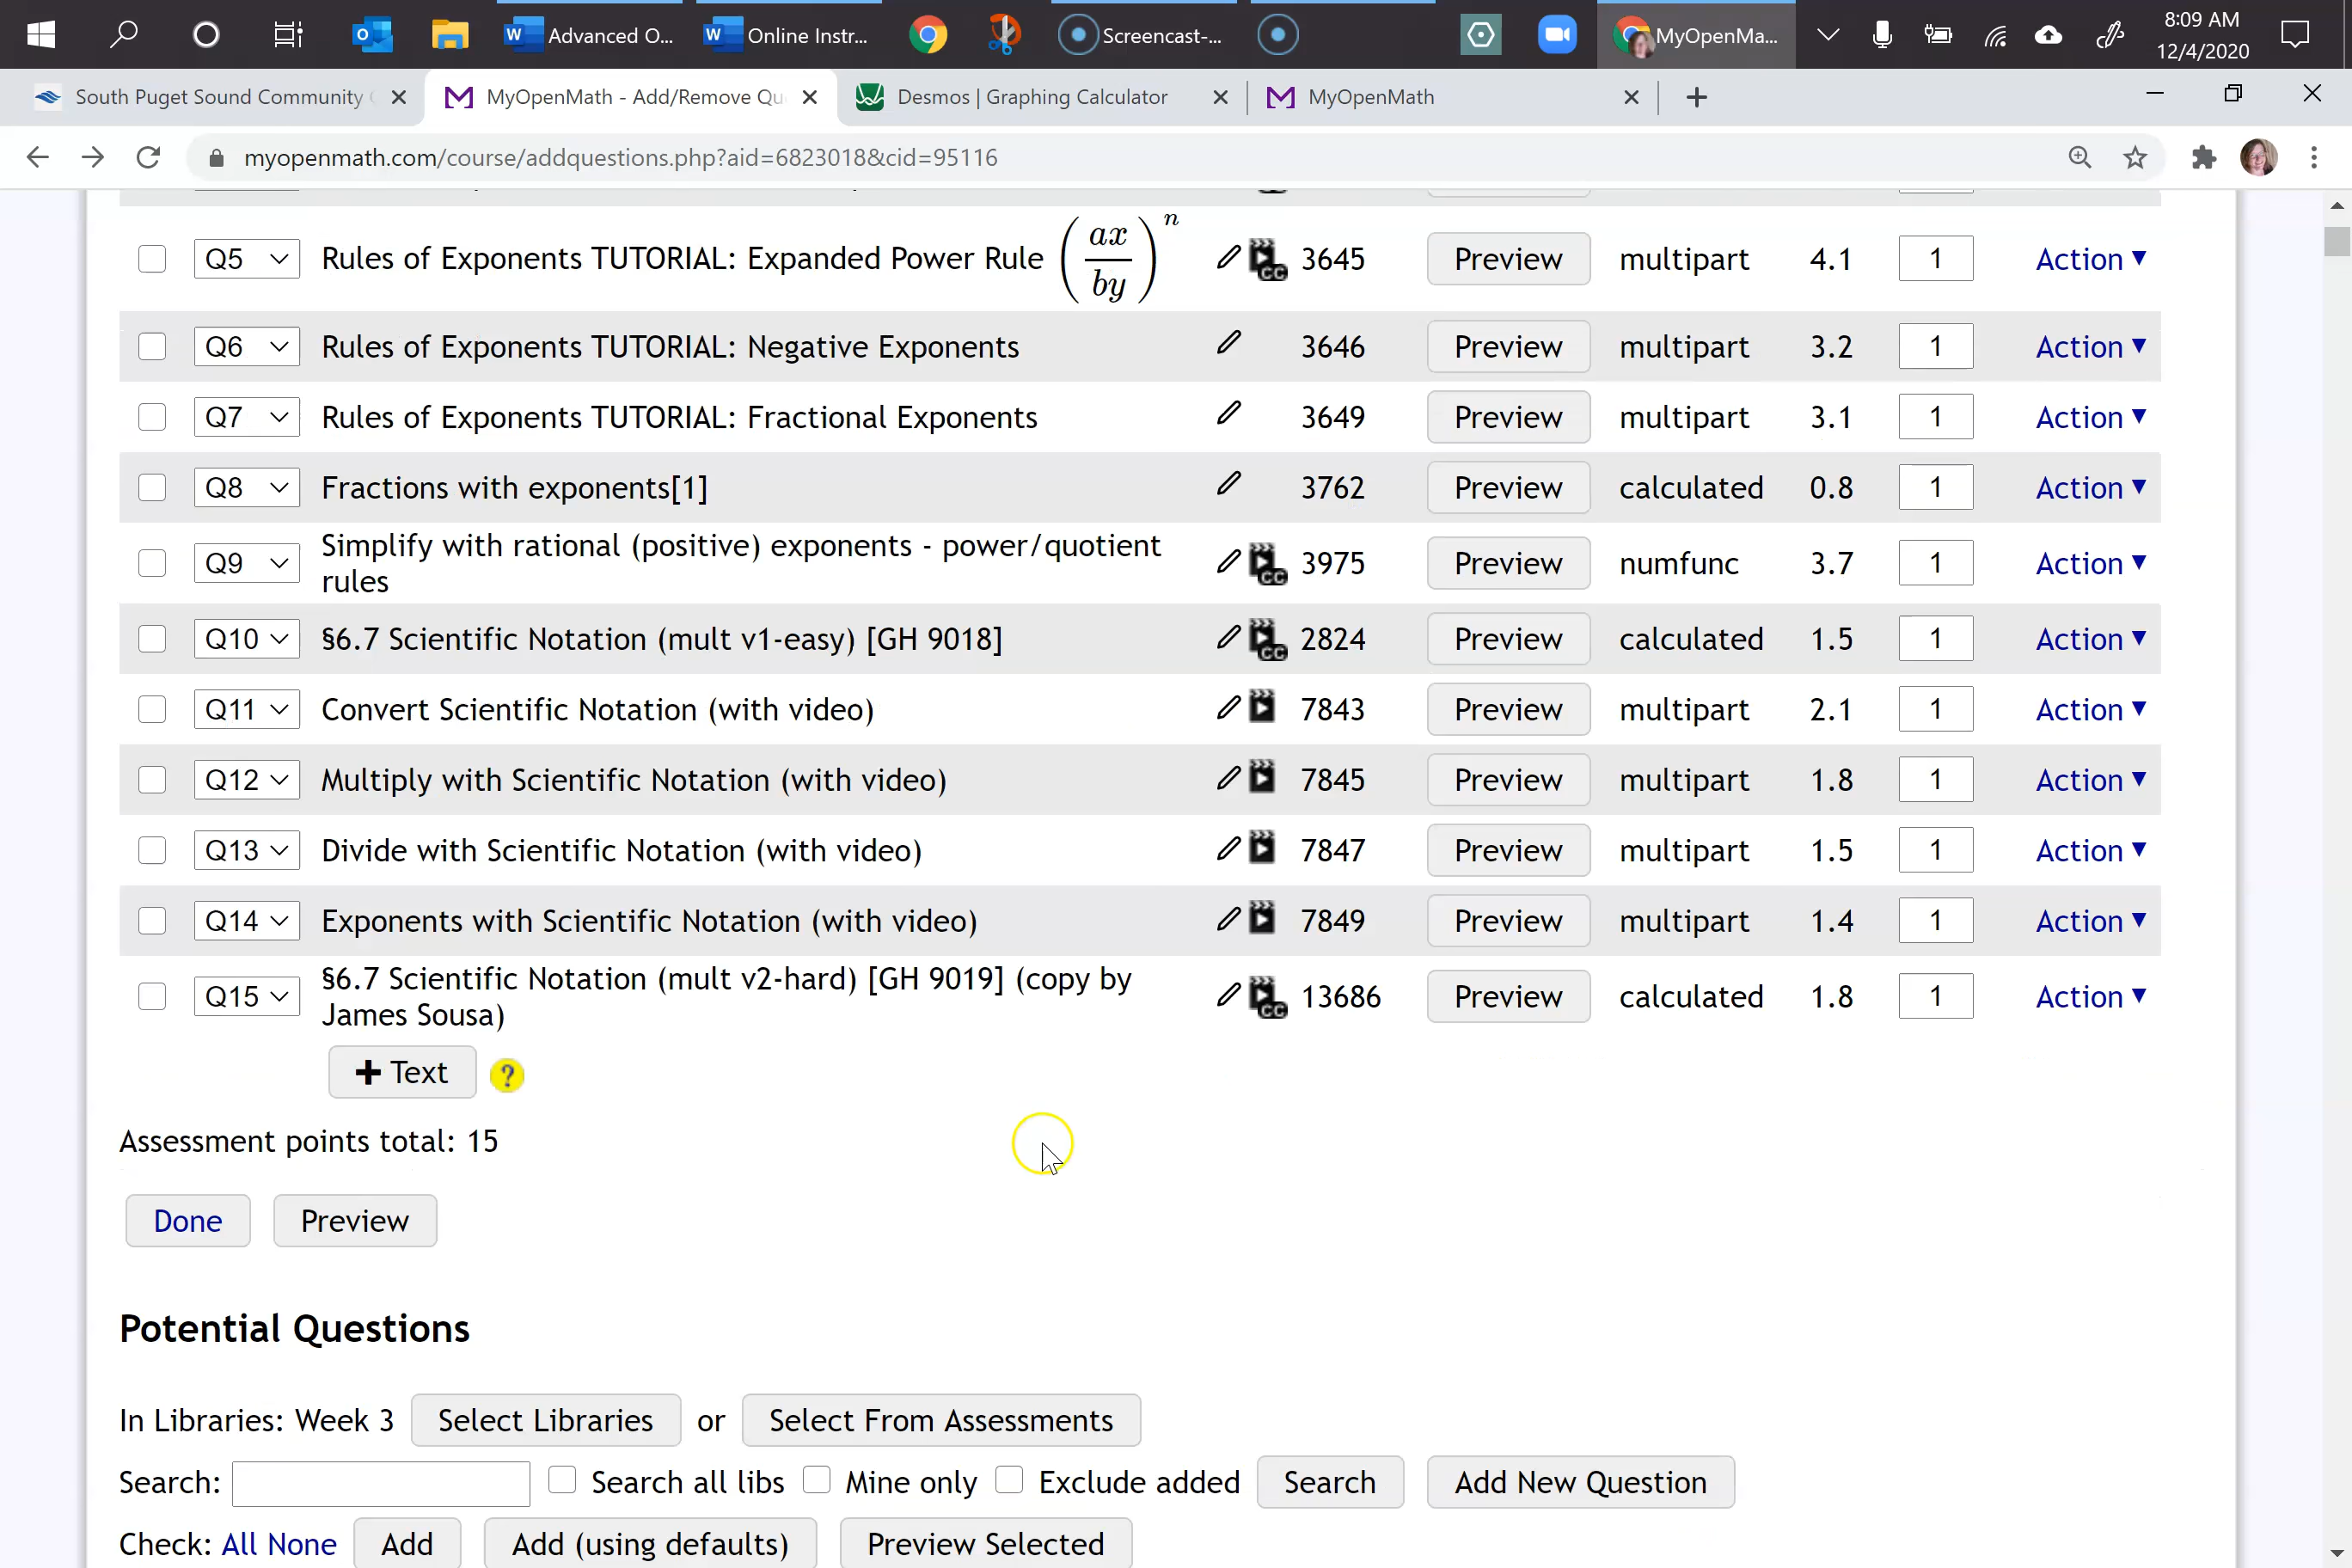 Advanced O...
Online Instr...
Screencast-...
MyOpenMa...
8:09 AM
12/4/2020
South Puget Sound Community
MyOpenMath - Add/Remove Qu
Desmos | Graphing Calculator
MyOpenMath
myopenmath.com/course/addquestions.php?aid=6823018&cid=95116
Q5 Rules of Exponents TUTORIAL: Expanded Power Rule (ax/by)^n CC 3645 Preview multipart 4.1 1 Action ▼
Q6 Rules of Exponents TUTORIAL: Negative Exponents 3646 Preview multipart 3.2 1 Action ▼
Q7 Rules of Exponents TUTORIAL: Fractional Exponents 3649 Preview multipart 3.1 1 Action ▼
Q8 Fractions with exponents[1] 3762 Preview calculated 0.8 1 Action ▼
Q9 Simplify with rational (positive) exponents - power/quotient
rules CC 3975 Preview numfunc 3.7 1 Action ▼
Q10 §6.7 Scientific Notation (mult v1-easy) [GH 9018] CC 2824 Preview calculated 1.5 1 Action ▼
Q11 Convert Scientific Notation (with video) 7843 Preview multipart 2.1 1 Action ▼
Q12 Multiply with Scientific Notation (with video) 7845 Preview multipart 1.8 1 Action ▼
Q13 Divide with Scientific Notation (with video) 7847 Preview multipart 1.5 1 Action ▼
Q14 Exponents with Scientific Notation (with video) 7849 Preview multipart 1.4 1 Action ▼
Q15 §6.7 Scientific Notation (mult v2-hard) [GH 9019] (copy by
James Sousa) CC 13686 Preview calculated 1.8 1 Action ▼
+ Text ?
Assessment points total: 15
Done Preview
Potential Questions
In Libraries: Week 3 Select Libraries or Select From Assessments
Search: Search all libs Mine only Exclude added Search Add New Question
Check: All None Add Add (using defaults) Preview Selected